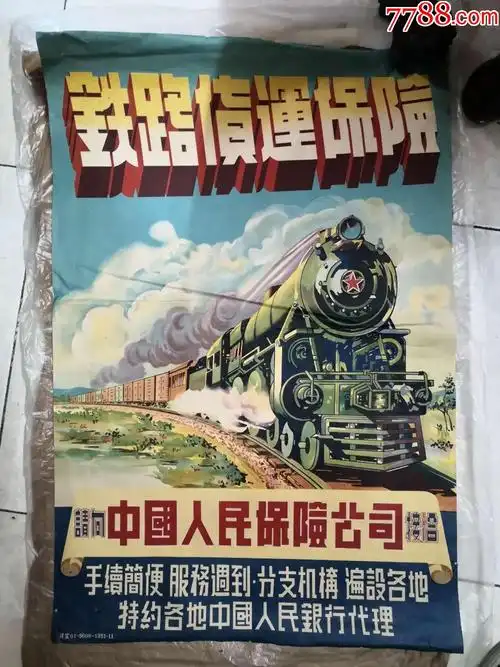 7788.com
鉄路貨運保險
請向中國人民保險公司接洽
手續簡便 服務週到·分支机構 遍設各地
特約各地中國人民銀行代理